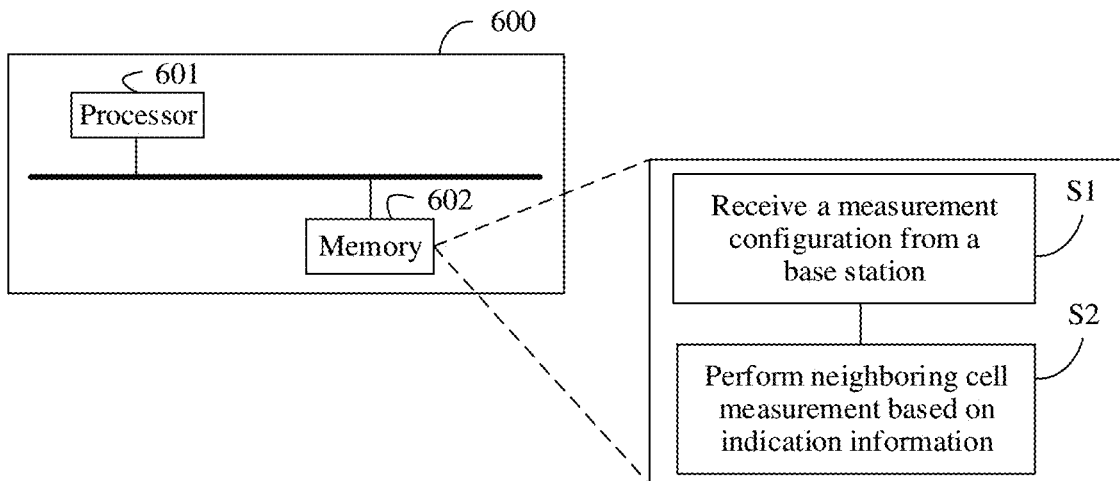 600
601
Processor
602
Memory
S1
Receive a measurement
configuration from a
base station
S2
Perform neighboring cell
measurement based on
indication information